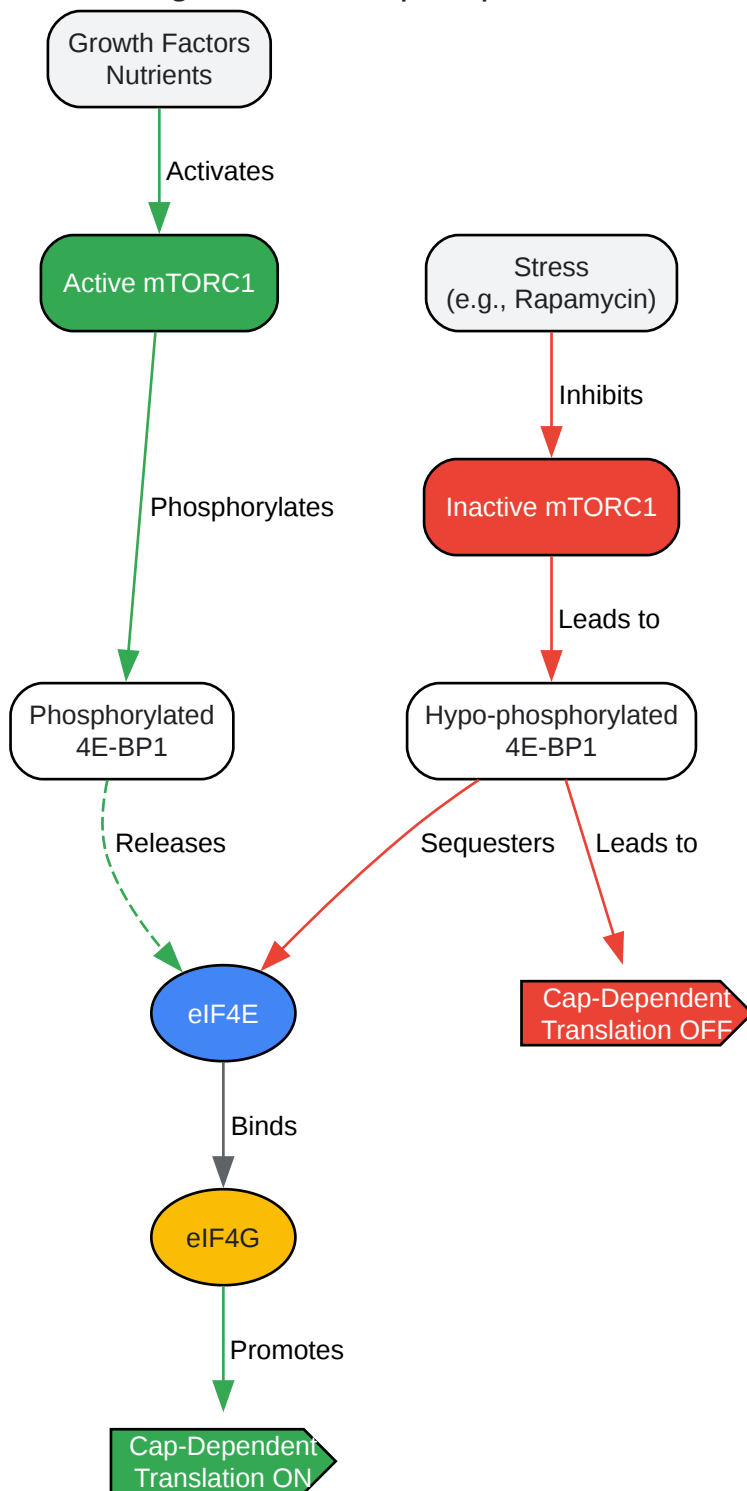 Growth Factors
Nutrients
Activates
Active mTORC1
Stress
(e.g., Rapamycin)
Inhibits
Phosphorylates
Inactive mTORC1
Leads to
Phosphorylated
4E-BP1
Hypo-phosphorylated
4E-BP1
Releases
Sequesters
Leads to
eIF4E
Cap-Dependent
Translation OFF
Binds
eIF4G
Promotes
Cap-Dependent
Translation ON